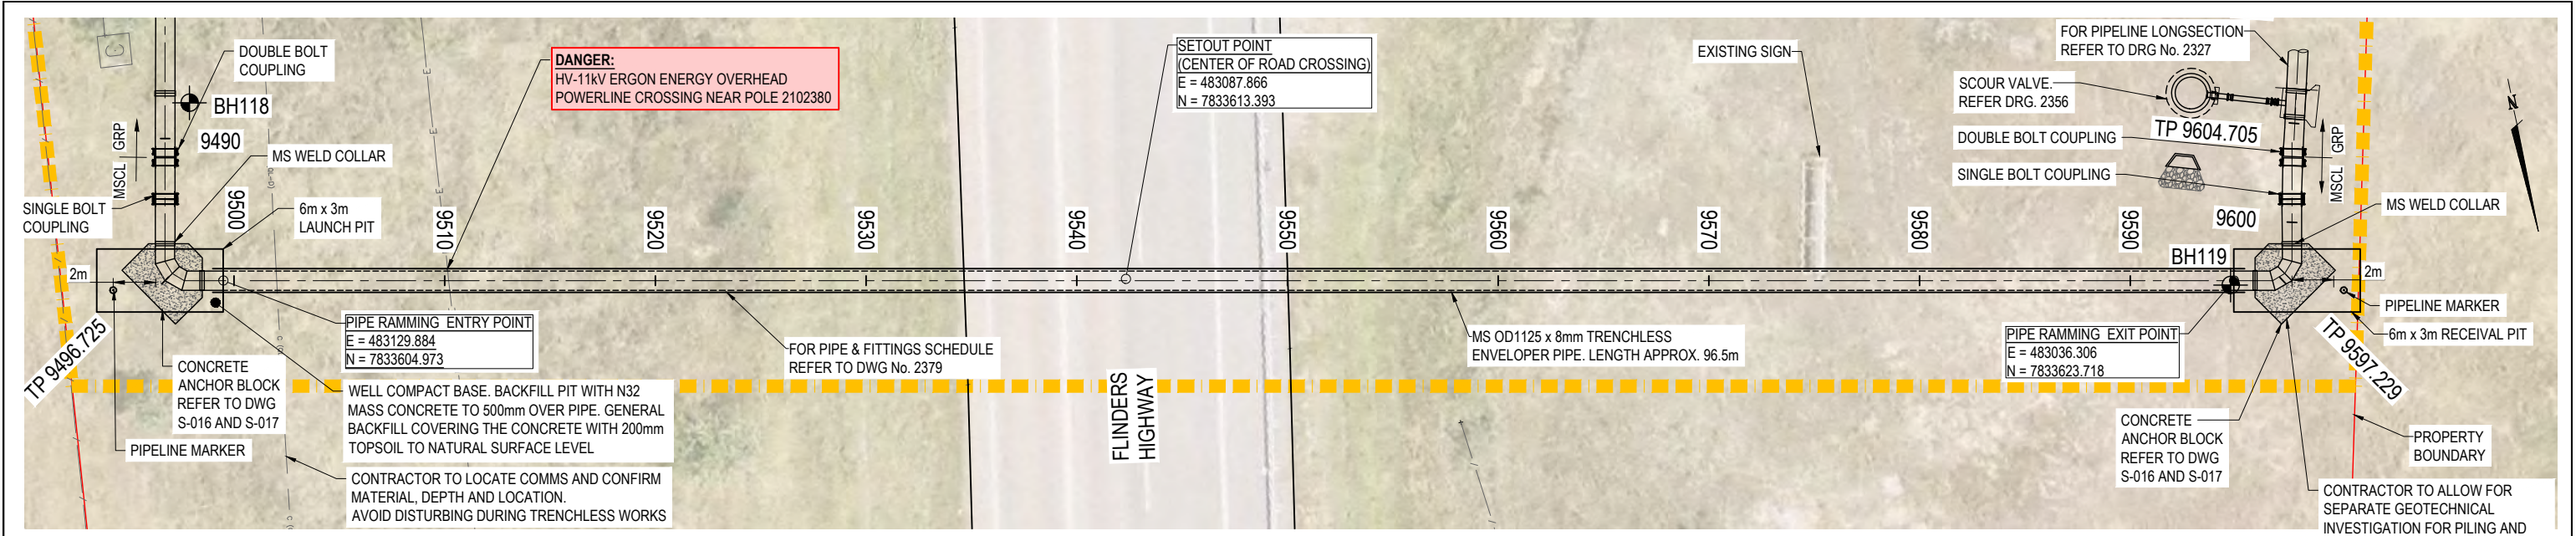 DOUBLE BOLT
COUPLING
BH118
9490
GRP
MSCL
MS WELD COLLAR
SINGLE BOLT
COUPLING
9500
6m x 3m
LAUNCH PIT
2m
TP 9496.725
CONCRETE
ANCHOR BLOCK
REFER TO DWG
S-016 AND S-017
PIPELINE MARKER
DANGER:
HV-11kV ERGON ENERGY OVERHEAD
POWERLINE CROSSING NEAR POLE 2102380
9510
9520
9530
9540
9550
9560
9570
9580
9590
9600
PIPE RAMMING ENTRY POINT
E = 483129.884
N = 7833604.973
WELL COMPACT BASE. BACKFILL PIT WITH N32
MASS CONCRETE TO 500mm OVER PIPE. GENERAL
BACKFILL COVERING THE CONCRETE WITH 200mm
TOPSOIL TO NATURAL SURFACE LEVEL
CONTRACTOR TO LOCATE COMMS AND CONFIRM
MATERIAL, DEPTH AND LOCATION.
AVOID DISTURBING DURING TRENCHLESS WORKS
FOR PIPE & FITTINGS SCHEDULE
REFER TO DWG No. 2379
SETOUT POINT
(CENTER OF ROAD CROSSING)
E = 483087.866
N = 7833613.393
FLINDERS
HIGHWAY
MS OD1125 x 8mm TRENCHLESS
ENVELOPER PIPE. LENGTH APPROX. 96.5m
EXISTING SIGN
FOR PIPELINE LONGSECTION
REFER TO DRG No. 2327
SCOUR VALVE.
REFER DRG. 2356
TP 9604.705
DOUBLE BOLT COUPLING
SINGLE BOLT COUPLING
GRP
MSCL
N
MS WELD COLLAR
BH119
2m
PIPELINE MARKER
6m x 3m RECEIVAL PIT
PIPE RAMMING EXIT POINT
E = 483036.306
N = 7833623.718
TP 9597.229
CONCRETE
ANCHOR BLOCK
REFER TO DWG
S-016 AND S-017
PROPERTY
BOUNDARY
CONTRACTOR TO ALLOW FOR
SEPARATE GEOTECHNICAL
INVESTIGATION FOR PILING AND